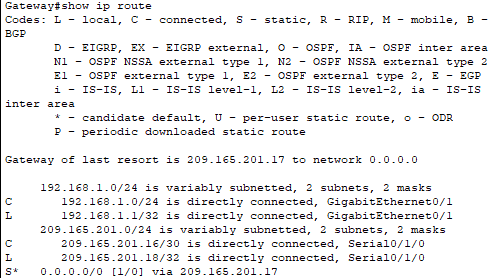 Gateway#show ip route
Codes: L - local, C - connected, S - static, R - RIP, M - mobile, B -
BGP
       D - EIGRP, EX - EIGRP external, O - OSPF, IA - OSPF inter area
       N1 - OSPF NSSA external type 1, N2 - OSPF NSSA external type 2
       E1 - OSPF external type 1, E2 - OSPF external type 2, E - EGP
       i - IS-IS, L1 - IS-IS level-1, L2 - IS-IS level-2, ia - IS-IS
inter area
       * - candidate default, U - per-user static route, o - ODR
       P - periodic downloaded static route
Gateway of last resort is 209.165.201.17 to network 0.0.0.0
     192.168.1.0/24 is variably subnetted, 2 subnets, 2 masks
C       192.168.1.0/24 is directly connected, GigabitEthernet0/1
L       192.168.1.1/32 is directly connected, GigabitEthernet0/1
     209.165.201.0/24 is variably subnetted, 2 subnets, 2 masks
C       209.165.201.16/30 is directly connected, Serial0/1/0
L       209.165.201.18/32 is directly connected, Serial0/1/0
S*   0.0.0.0/0 [1/0] via 209.165.201.17